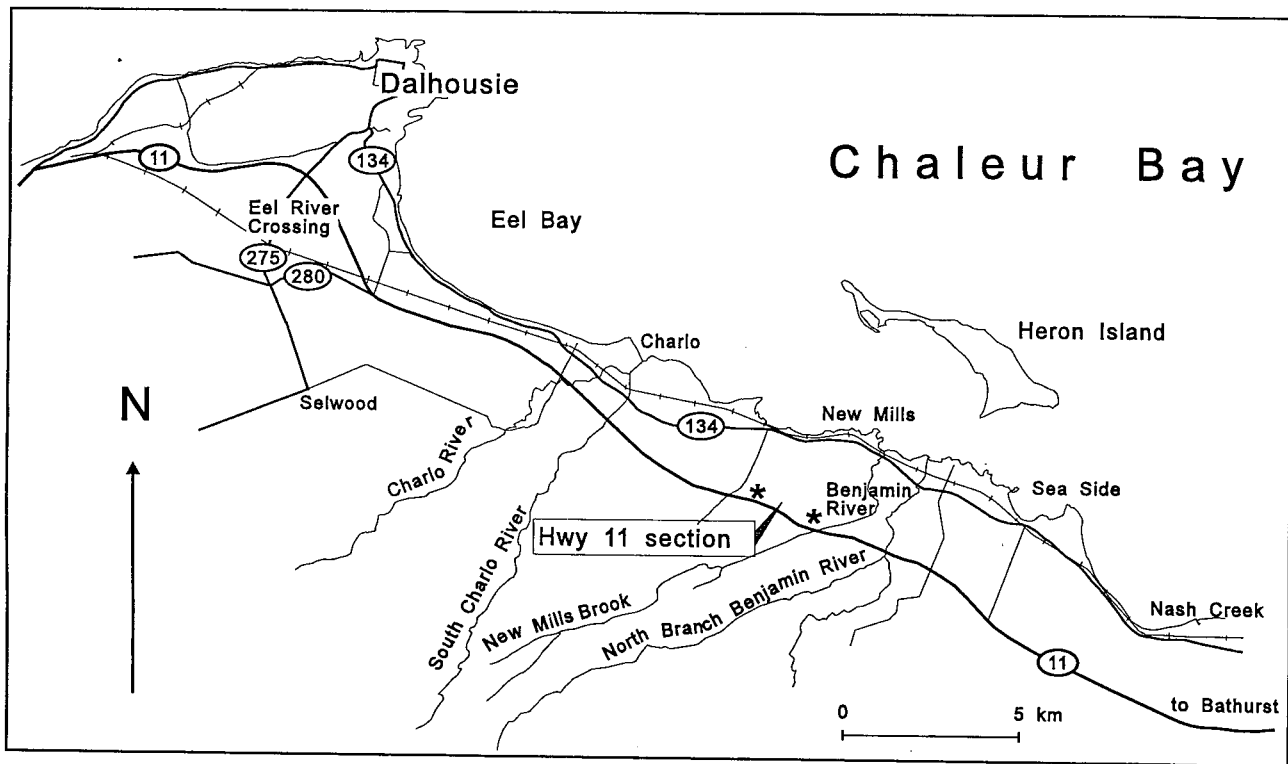 Dalhousie
Chaleur Bay
11
134
Eel River
Crossing
Eel Bay
275
280
Heron Island
Charlo
N
Selwood
New Mills
134
Charlo River
Benjamin
River
Sea Side
*
*
Hwy 11 section
South Charlo River
New Mills Brook
North Branch Benjamin River
Nash Creek
11
to Bathurst
0 5 km